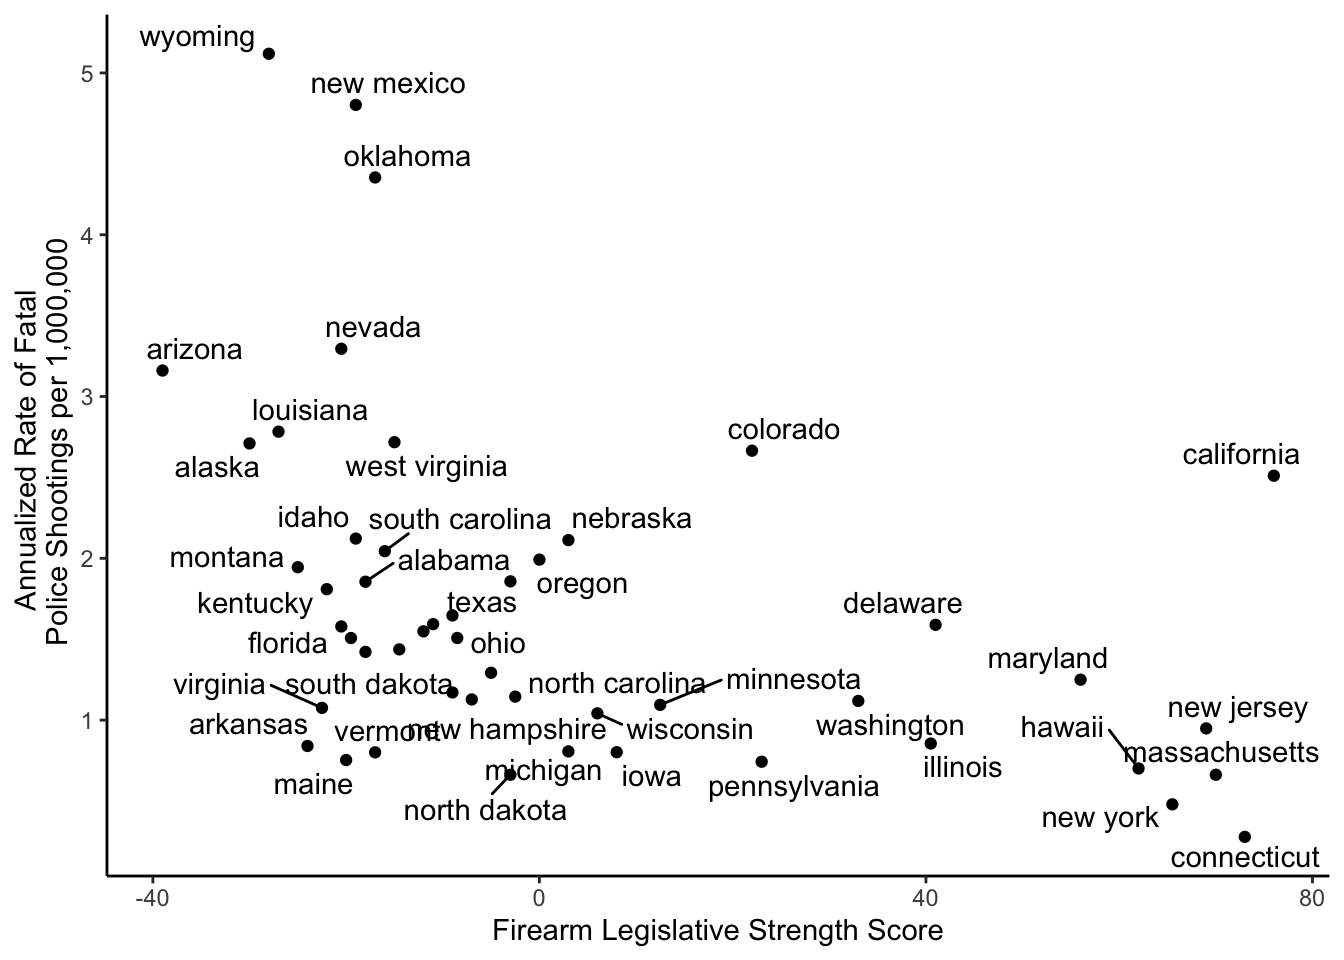 wyoming
new mexico
oklahoma
nevada
arizona
louisiana
alaska
west virginia
colorado
california
idaho
south carolina
nebraska
montana
alabama
oregon
kentucky
texas
delaware
florida
ohio
maryland
virginia
south dakota
north carolina
minnesota
arkansas
vermont
new hampshire
wisconsin
washington
hawaii
new jersey
massachusetts
maine
michigan
iowa
pennsylvania
illinois
north dakota
new york
connecticut
5
4
3
2
1
-40
0
40
80
Annualized Rate of Fatal
Police Shootings per 1,000,000
Firearm Legislative Strength Score